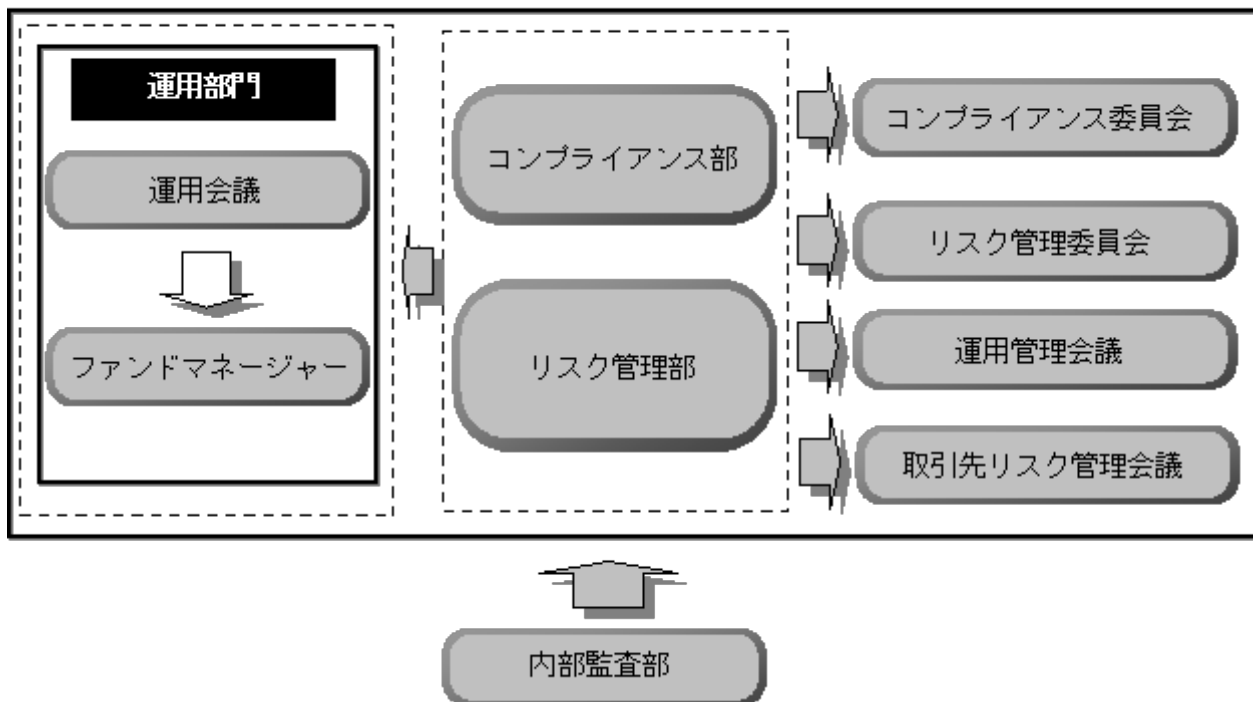 運用部門
運用会議
ファンドマネージャー
コンプライアンス部
リスク管理部
コンプライアンス委員会
リスク管理委員会
運用管理会議
取引先リスク管理会議
内部監査部